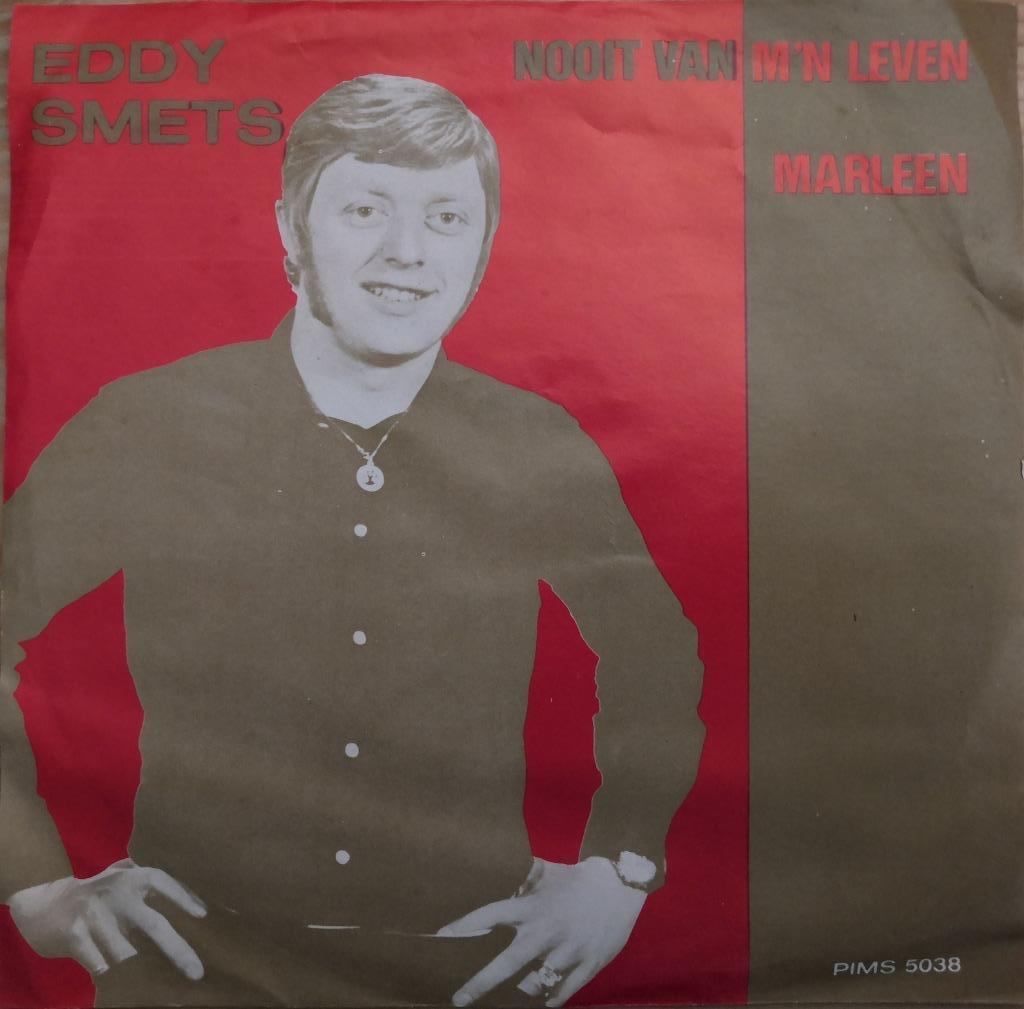 EDDY
SMETS
NOOIT VAN M'N LEVEN
MARLEEN
PIMS 5038